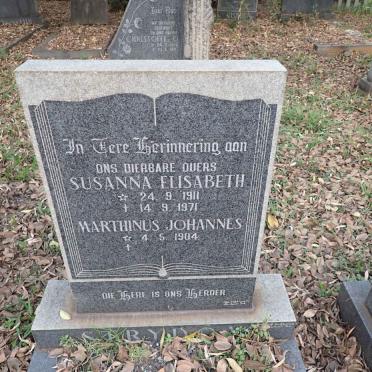 In Tere Herinnering aan
ONS DIERBARE OUERS
SUSANNA ELISABETH
☆ 24. 9. 1911
† 14. 9. 1971
MARTHINUS JOHANNES
☆ 4. 5. 1904
†
DIE HERE IS ONS HERDER